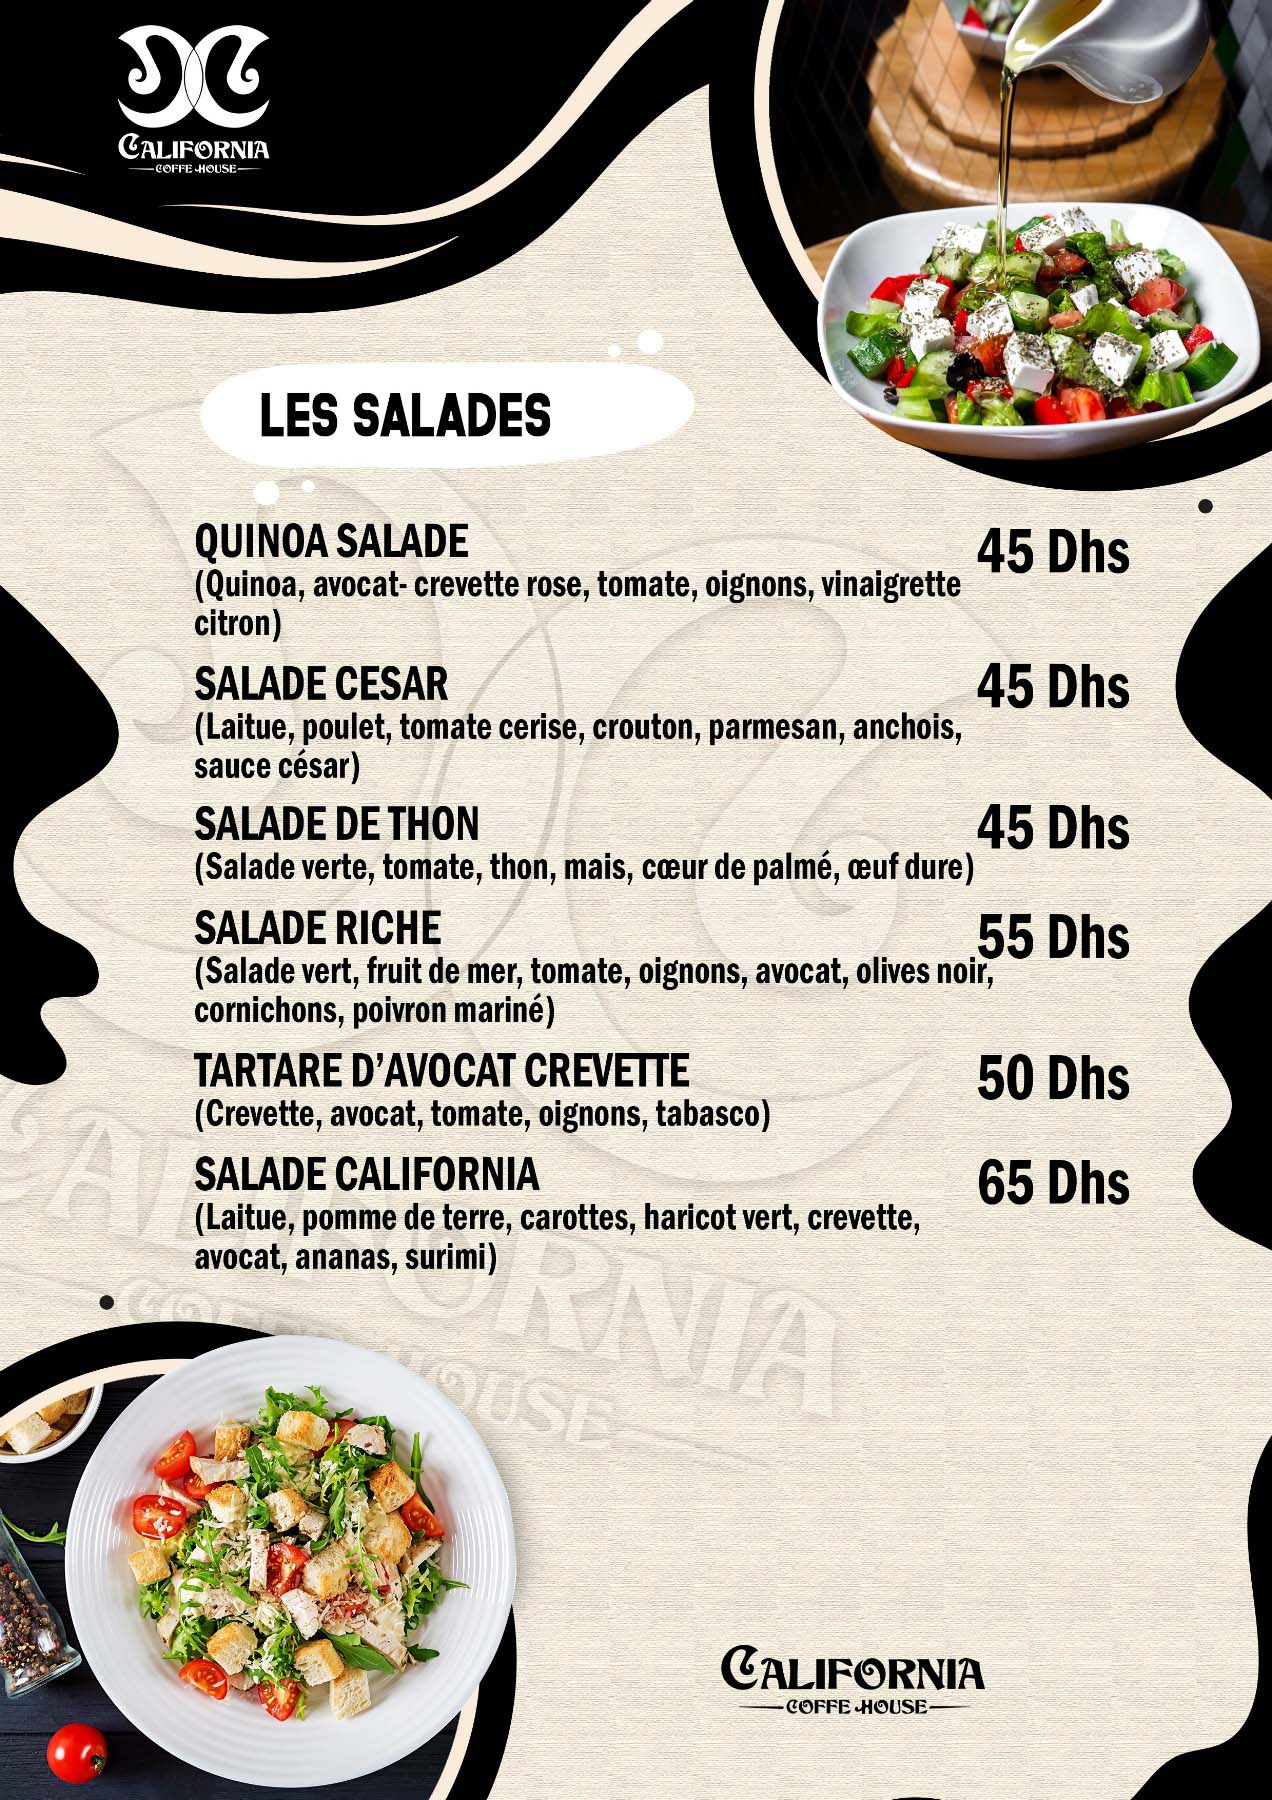 CALIFORNIA
COFFE HOUSE
LES SALADES
QUINOA SALADE 45 Dhs
(Quinoa, avocat- crevette rose, tomate, oignons, vinaigrette
citron)
SALADE CESAR 45 Dhs
(Laitue, poulet, tomate cerise, crouton, parmesan, anchois,
sauce césar)
SALADE DE THON 45 Dhs
(Salade verte, tomate, thon, mais, cœur de palmé, œuf dure)
SALADE RICHE 55 Dhs
(Salade vert, fruit de mer, tomate, oignons, avocat, olives noir,
cornichons, poivron mariné)
TARTARE D’AVOCAT CREVETTE 50 Dhs
(Crevette, avocat, tomate, oignons, tabasco)
SALADE CALIFORNIA 65 Dhs
(Laitue, pomme de terre, carottes, haricot vert, crevette,
avocat, ananas, surimi)
CALIFORNIA
COFFE HOUSE
CALIFORNIA
COFFE HOUSE